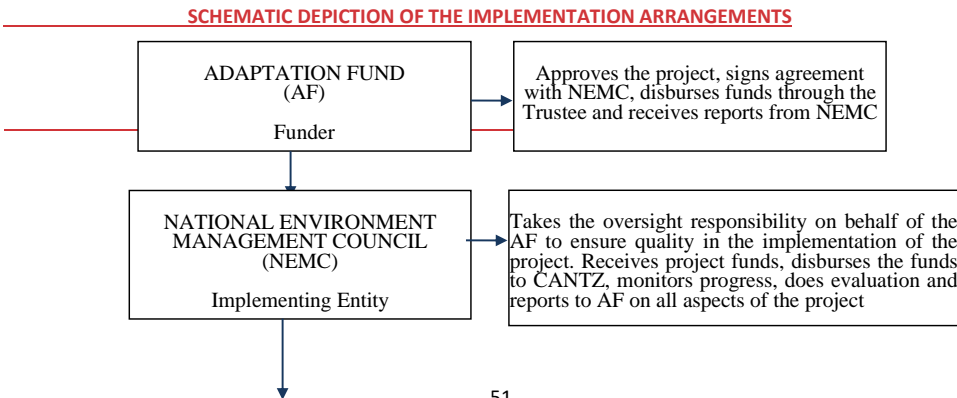 SCHEMATIC DEPICTION OF THE IMPLEMENTATION ARRANGEMENTS
ADAPTATION FUND
(AF)
Funder
Approves the project, signs agreement
with NEMC, disburses funds through the
Trustee and receives reports from NEMC
NATIONAL ENVIRONMENT
MANAGEMENT COUNCIL
(NEMC)
Implementing Entity
Takes the oversight responsibility on behalf of the
AF to ensure quality in the implementation of the
project. Receives project funds, disburses the funds
to CANTZ, monitors progress, does evaluation and
reports to AF on all aspects of the project
51